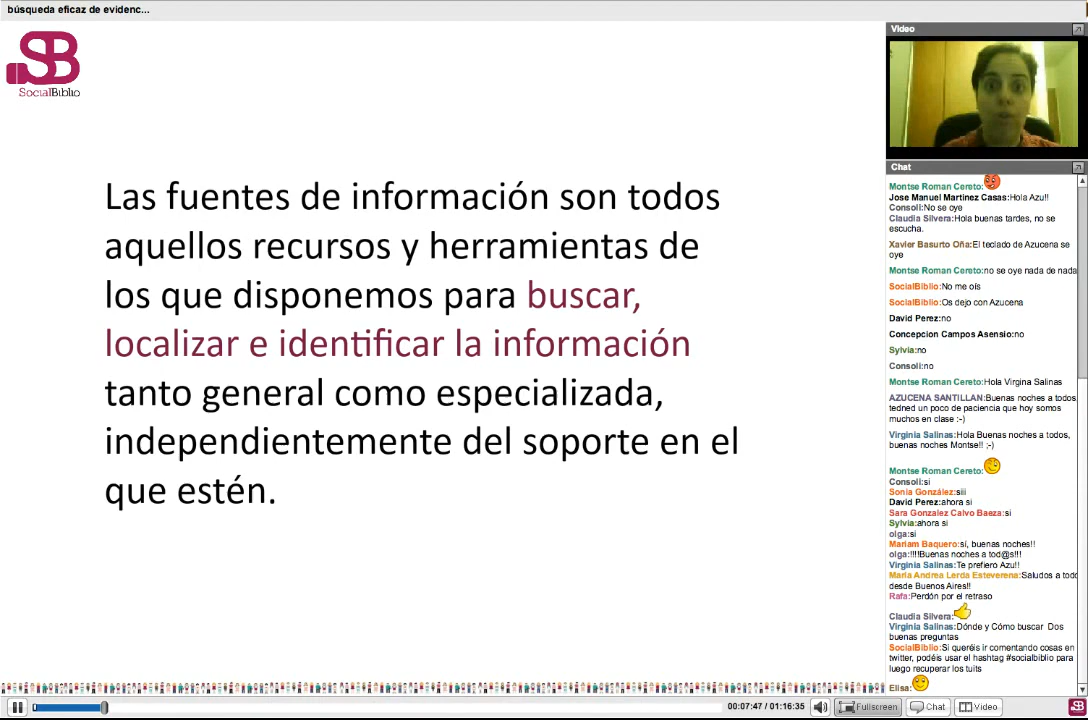 búsqueda eficaz de evidenc...
SB
SocialBiblio
Las fuentes de información son todos
aquellos recursos y herramientas de
los que disponemos para buscar,
localizar e identificar la información
tanto general como especializada,
independientemente del soporte en el
que estén.
Video
Chat
Montse Roman Cereto:
Jose Manuel Martinez Casas:Hola Azu!!
Consoli:No se oye
Claudia Silvera:Hola buenas tardes, no se
escucha.
Xavier Basurto Oña:El teclado de Azucena se
oye
Montse Roman Cereto:no se oye nada de nada
SocialBiblio:No me oís
SocialBiblio:Os dejo con Azucena
David Perez:no
Concepcion Campos Asensio:no
Sylvia:no
Consoli:no
Montse Roman Cereto:Hola Virgina Salinas
AZUCENA SANTILLAN:Buenas noches a todos,
tedned un poco de paciencia que hoy somos
muchos en clase :-)
Virginia Salinas:Hola Buenas noches a todos,
buenas noches Montse!! ;-)
Montse Roman Cereto:
Consoli:si
Sonia González:siii
David Perez:ahora si
Sara Gonzalez Calvo Baeza:si
Sylvia:ahora si
olga:si
Mariam Baquero:sí, buenas noches!!
olga:!!!!Buenas noches a tod@s!!!
Virginia Salinas:Te prefiero Azu!!
María Andrea Lerda Esteverena:Saludos a todo
desde Buenos Aires!!
Rafa:Perdón por el retraso
Claudia Silvera:
Virginia Salinas:Dónde y Cómo buscar Dos
buenas preguntas
SocialBiblio:Si queréis ir comentando cosas en
twitter, podéis usar el hashtag #socialbiblio para
luego recuperar los tuits
Elisa:
00:07:47 / 01:16:35
Fullscreen
Chat
Video
SB